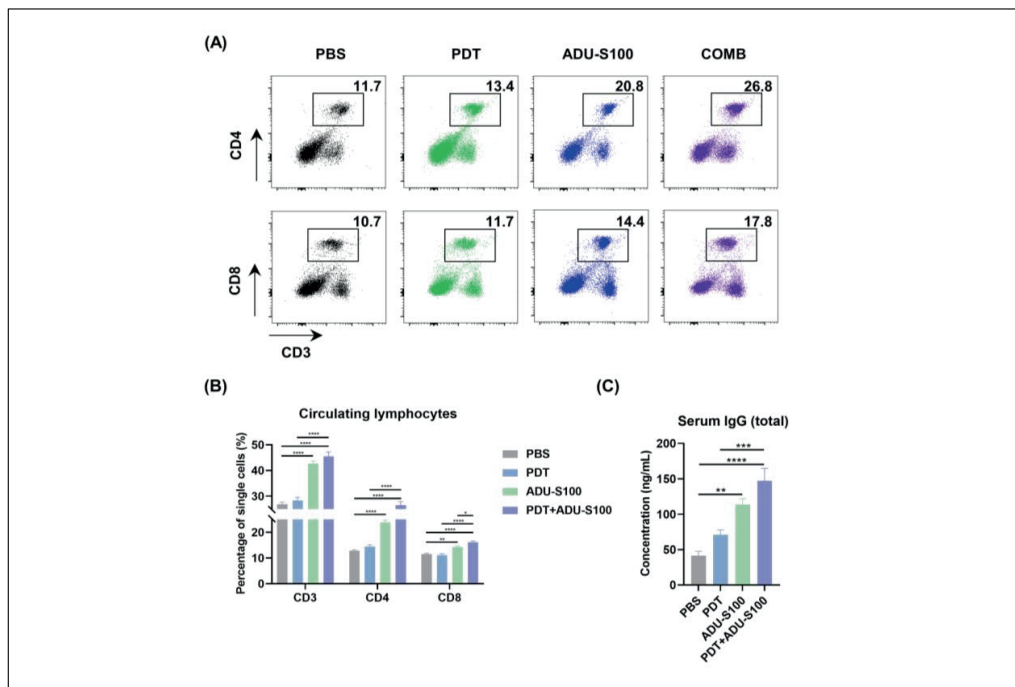 (A)
PBS PDT ADU-S100 COMB
11.7 13.4 20.8 26.8
CD4
10.7 11.7 14.4 17.8
CD8
CD3
(B)
Circulating lymphocytes
Percentage of single cells (%)
50
40
30
20
10
0
**** **** ****
**** **** ****
* **** **** **
CD3 CD4 CD8
PBS
PDT
ADU-S100
PDT+ADU-S100
(C)
Serum IgG (total)
Concentration (ng/mL)
200
150
100
50
0
***
****
**
PBS
PDT
ADU-S100
PDT+ADU-S100